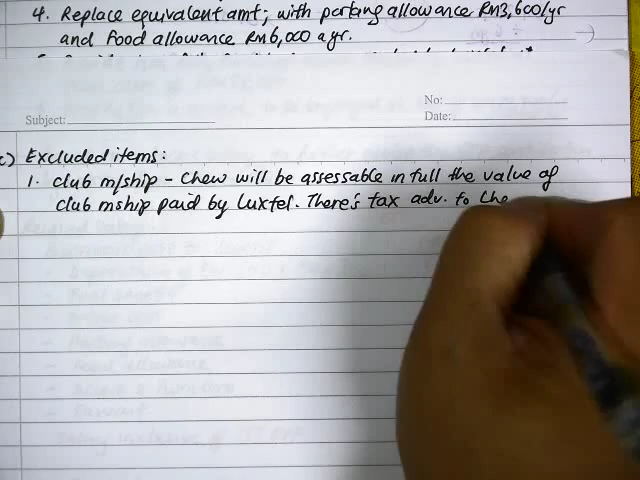 4. Replace equivalent amt; with parking allowance RM3,600/yr
and food allowance RM6,000 a yr.
No:
Subject:
Date:
c) Excluded items:
1. club m/ship - Chew will be assessable in full the value of
club mship paid by Luxtel. There's tax adv. to Che